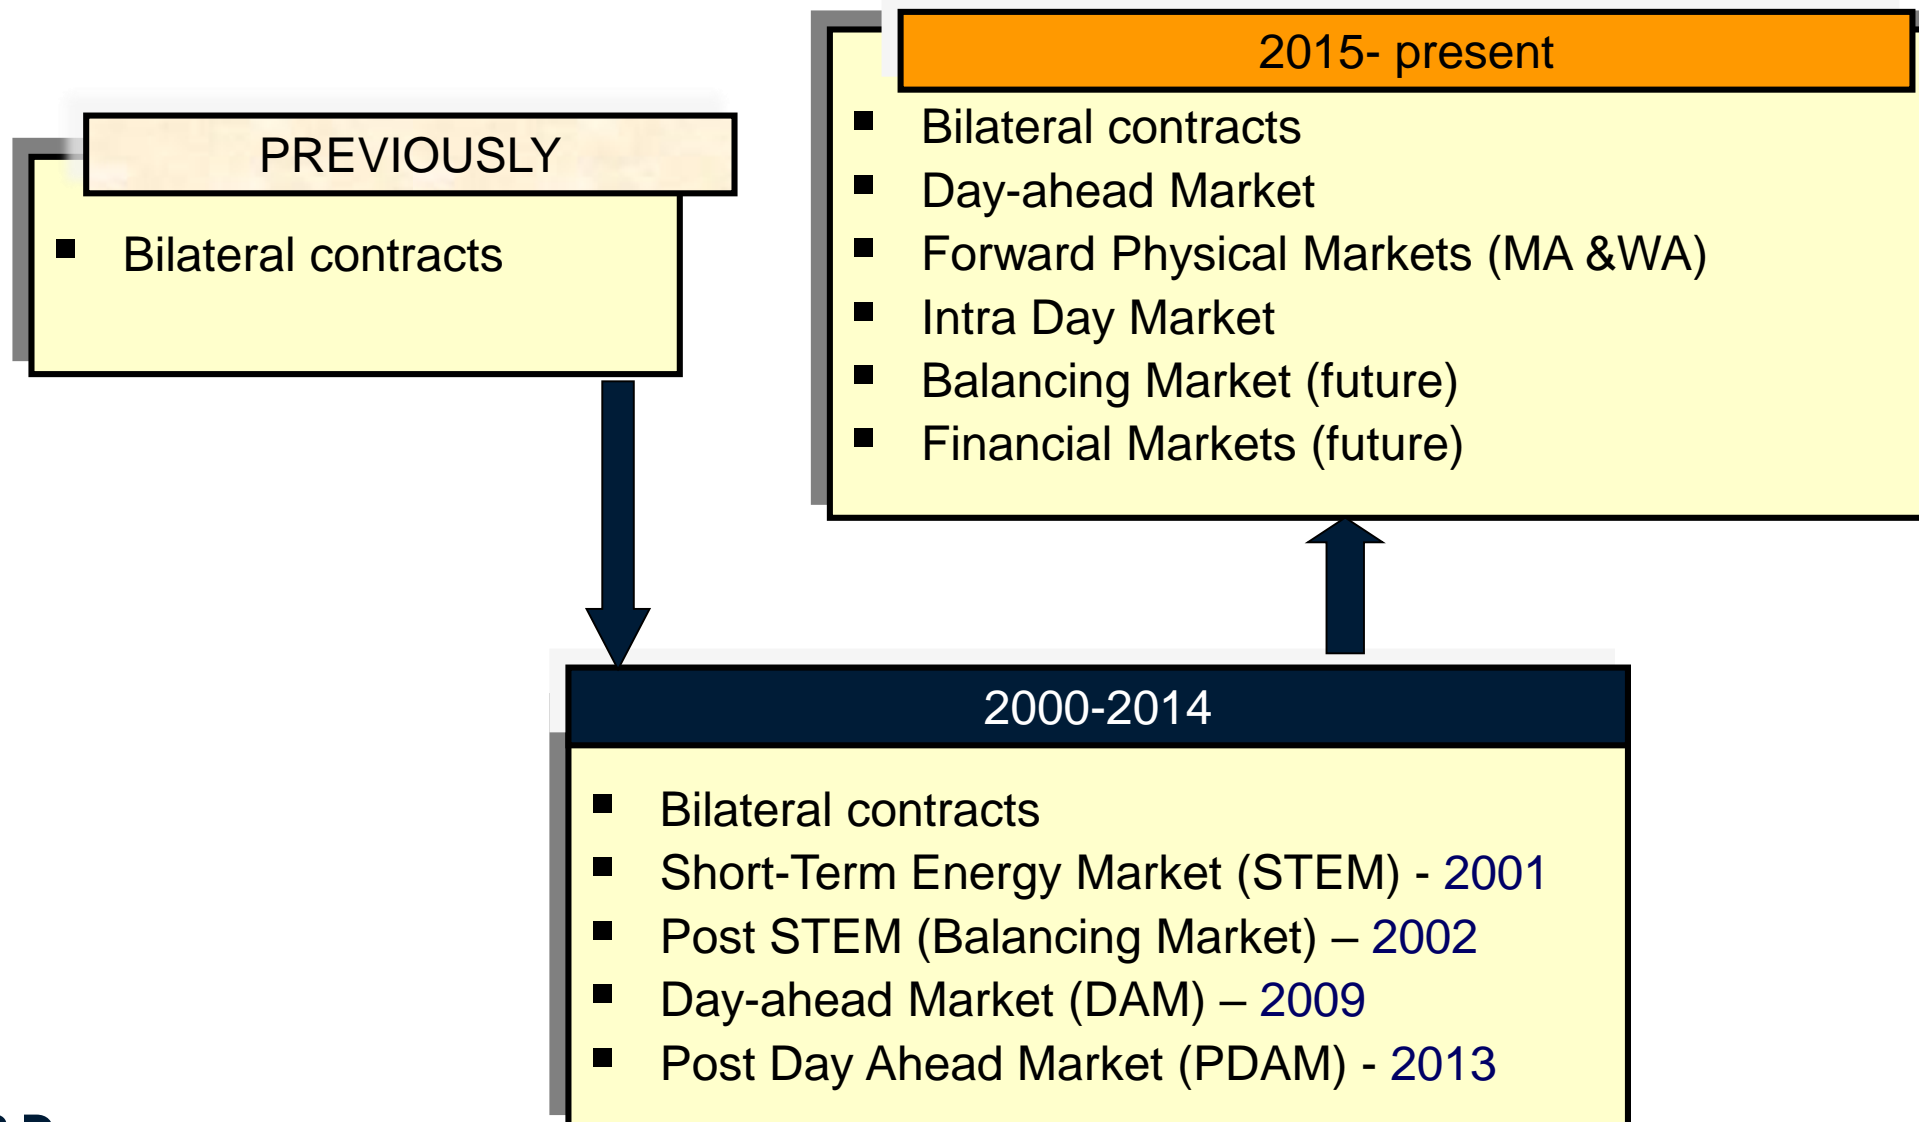 PREVIOUSLY
■ Bilateral contracts
2015- present
■ Bilateral contracts
■ Day-ahead Market
■ Forward Physical Markets (MA &WA)
■ Intra Day Market
■ Balancing Market (future)
■ Financial Markets (future)
2000-2014
■ Bilateral contracts
■ Short-Term Energy Market (STEM) - 2001
■ Post STEM (Balancing Market) – 2002
■ Day-ahead Market (DAM) – 2009
■ Post Day Ahead Market (PDAM) - 2013